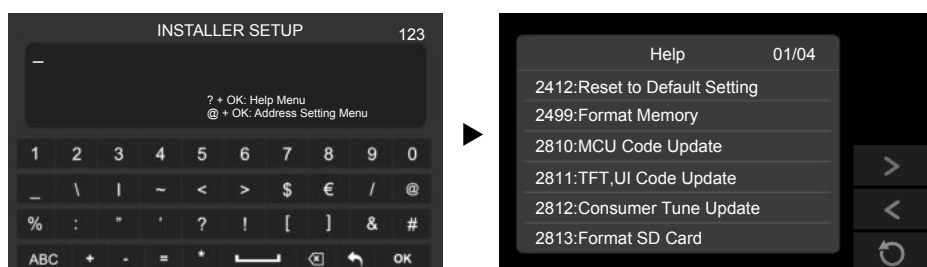 INSTALLER SETUP 123
_
? + OK: Help Menu
@ + OK: Address Setting Menu
1 2 3 4 5 6 7 8 9 0
_ \ | ~ < > $ € / @
% : " ' ? ! [ ] & #
ABC + - = * OK
Help 01/04
2412:Reset to Default Setting
2499:Format Memory
2810:MCU Code Update
2811:TFT,UI Code Update
2812:Consumer Tune Update
2813:Format SD Card
>
<